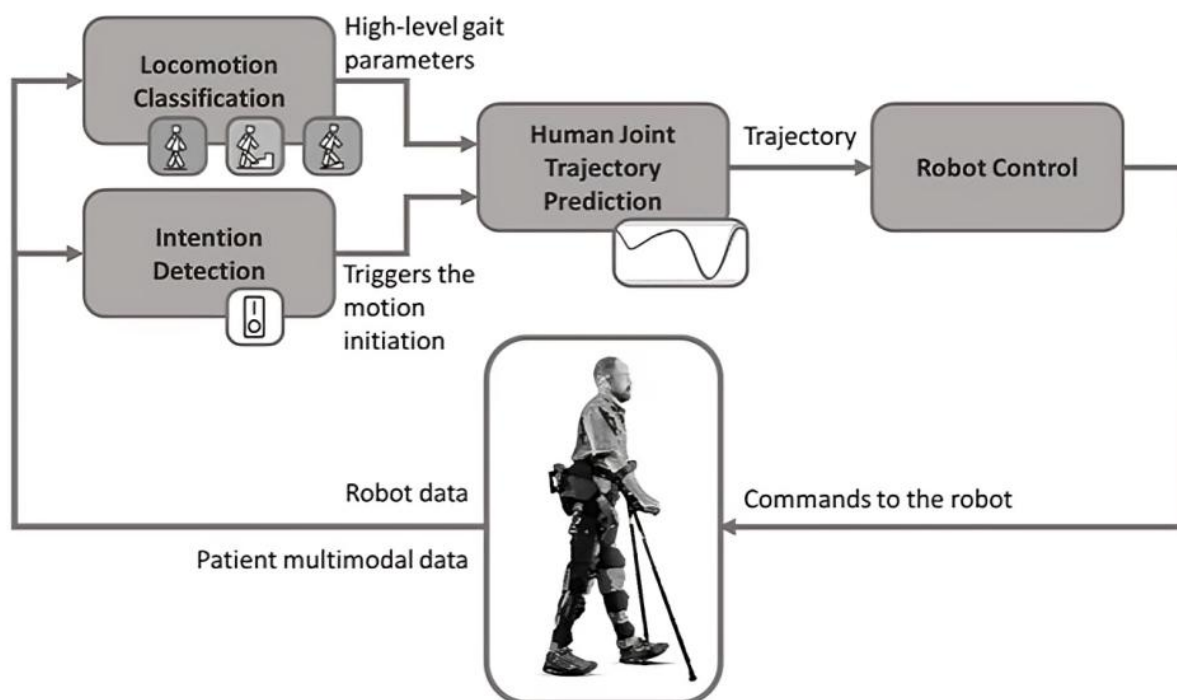 Locomotion
Classification
High-level gait
parameters
Intention
Detection
Triggers the
motion
initiation
Human Joint
Trajectory
Prediction
Trajectory
Robot Control
Robot data
Patient multimodal data
Commands to the robot